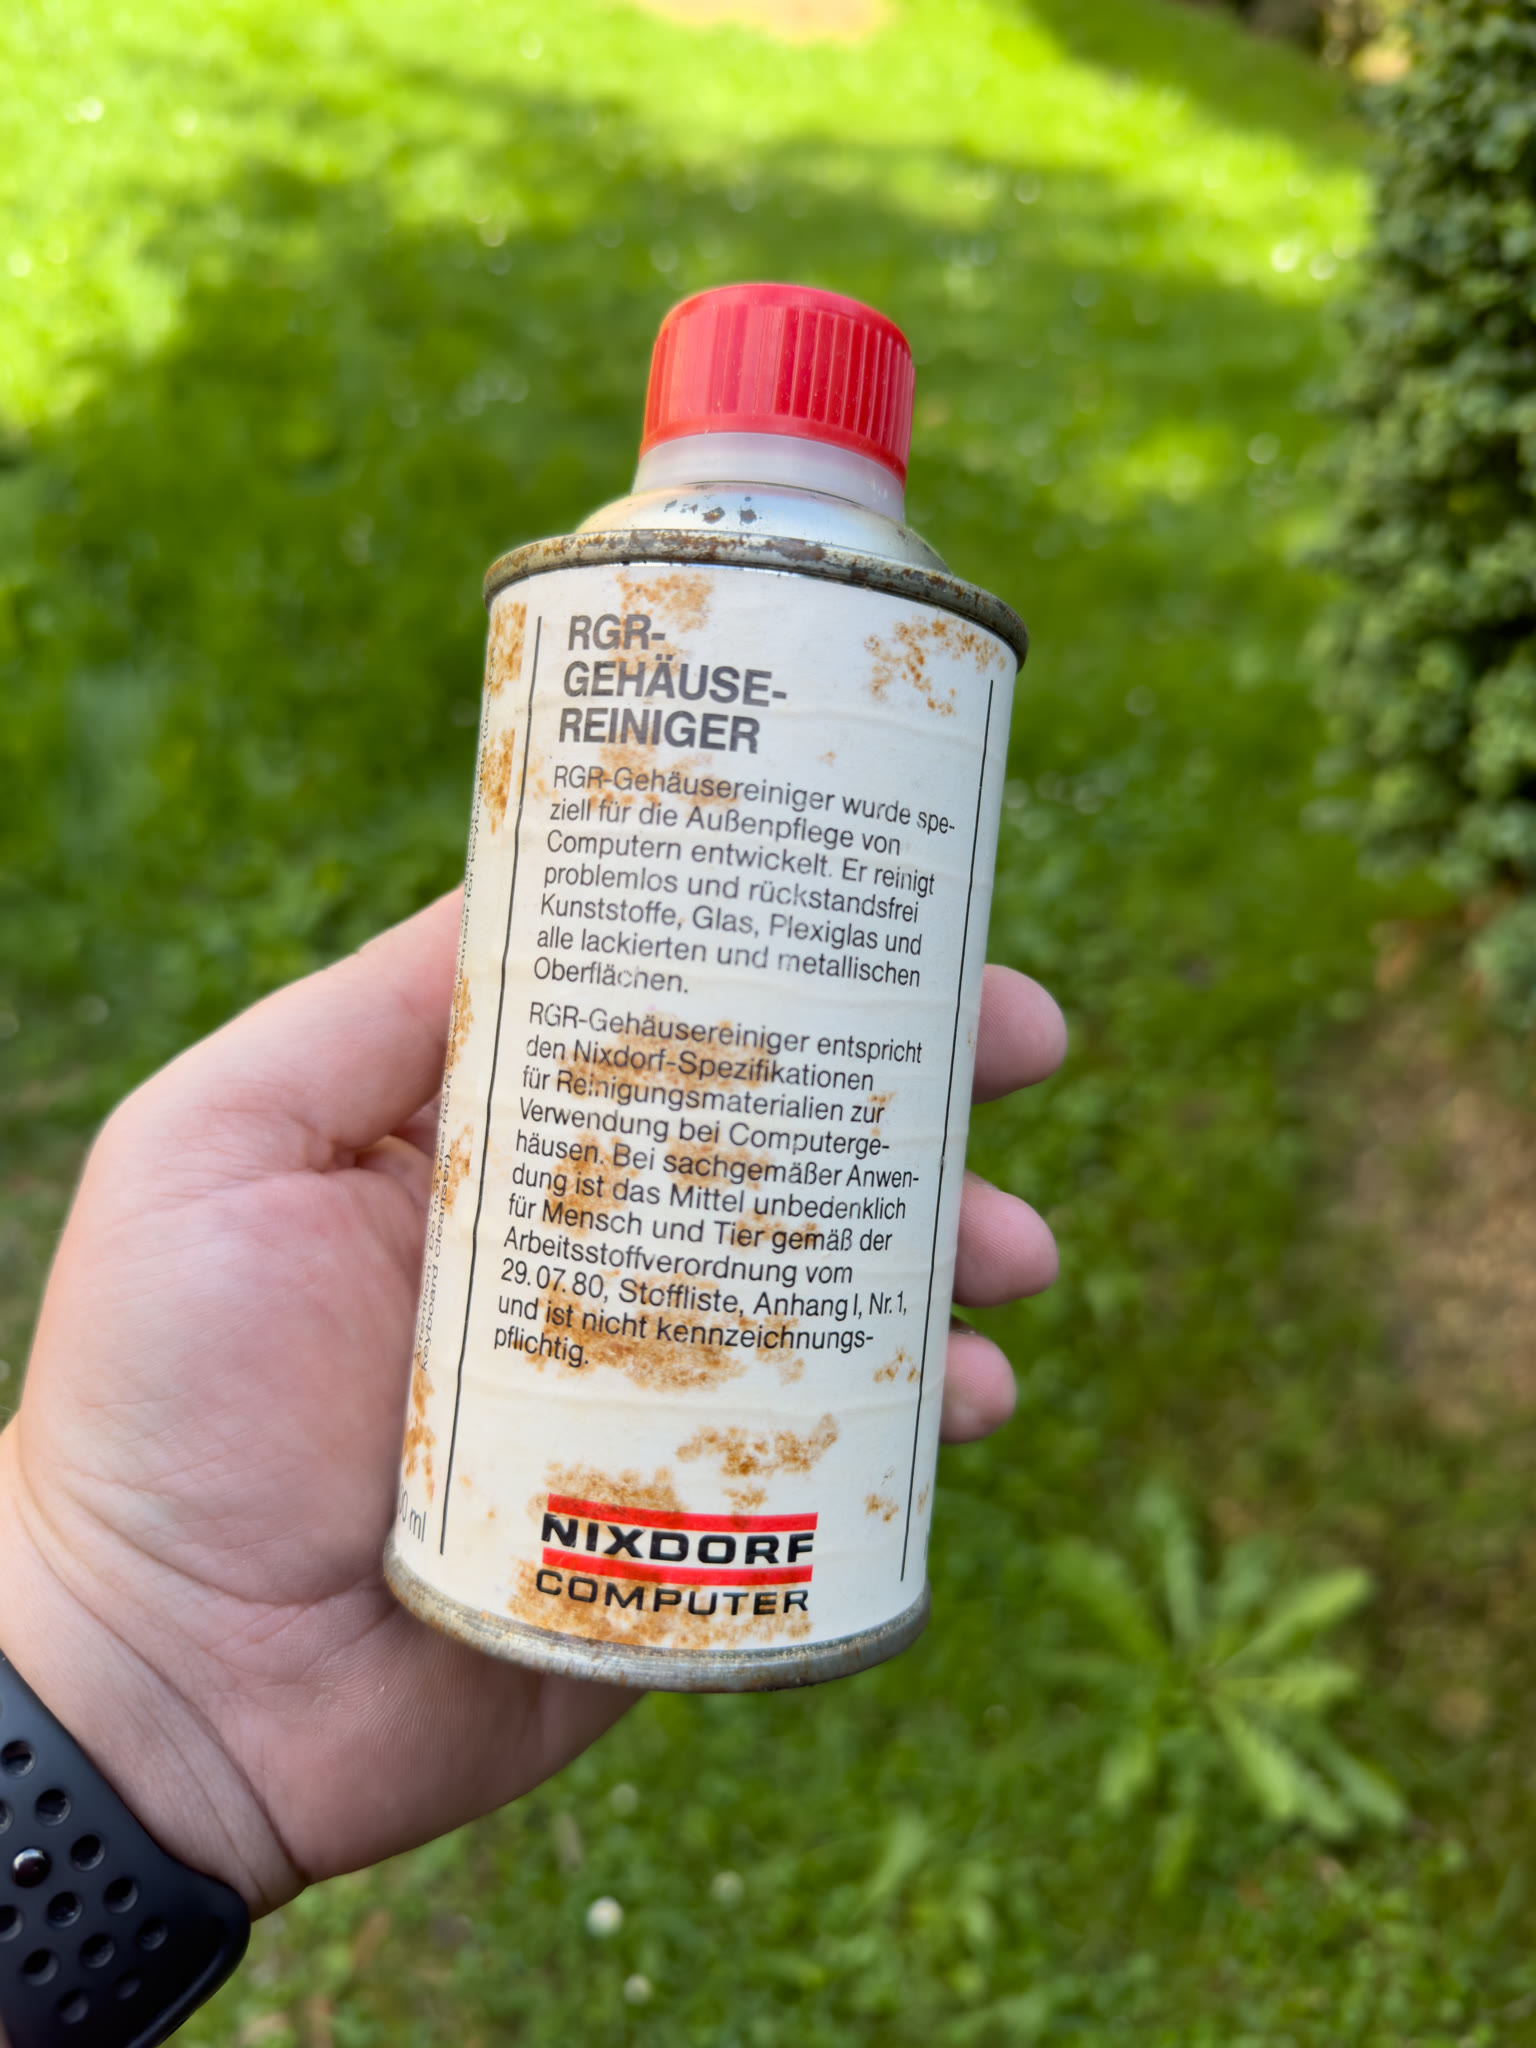 RGR-
GEHÄUSE-
REINIGER
RGR-Gehäusereiniger wurde spe-
ziell für die Außenpflege von
Computern entwickelt. Er reinigt
problemlos und rückstandsfrei
Kunststoffe, Glas, Plexiglas und
alle lackierten und metallischen
Oberflächen.
RGR-Gehäusereiniger entspricht
den Nixdorf-Spezifikationen
für Reinigungsmaterialien zur
Verwendung bei Computerge-
häusen. Bei sachgemäßer Anwen-
dung ist das Mittel unbedenklich
für Mensch und Tier gemäß der
Arbeitsstoffverordnung vom
29.07.80, Stoffliste, Anhang I, Nr. 1,
und ist nicht kennzeichnungs-
pflichtig.
NIXDORF
COMPUTER
keyboard cleanser)
ml